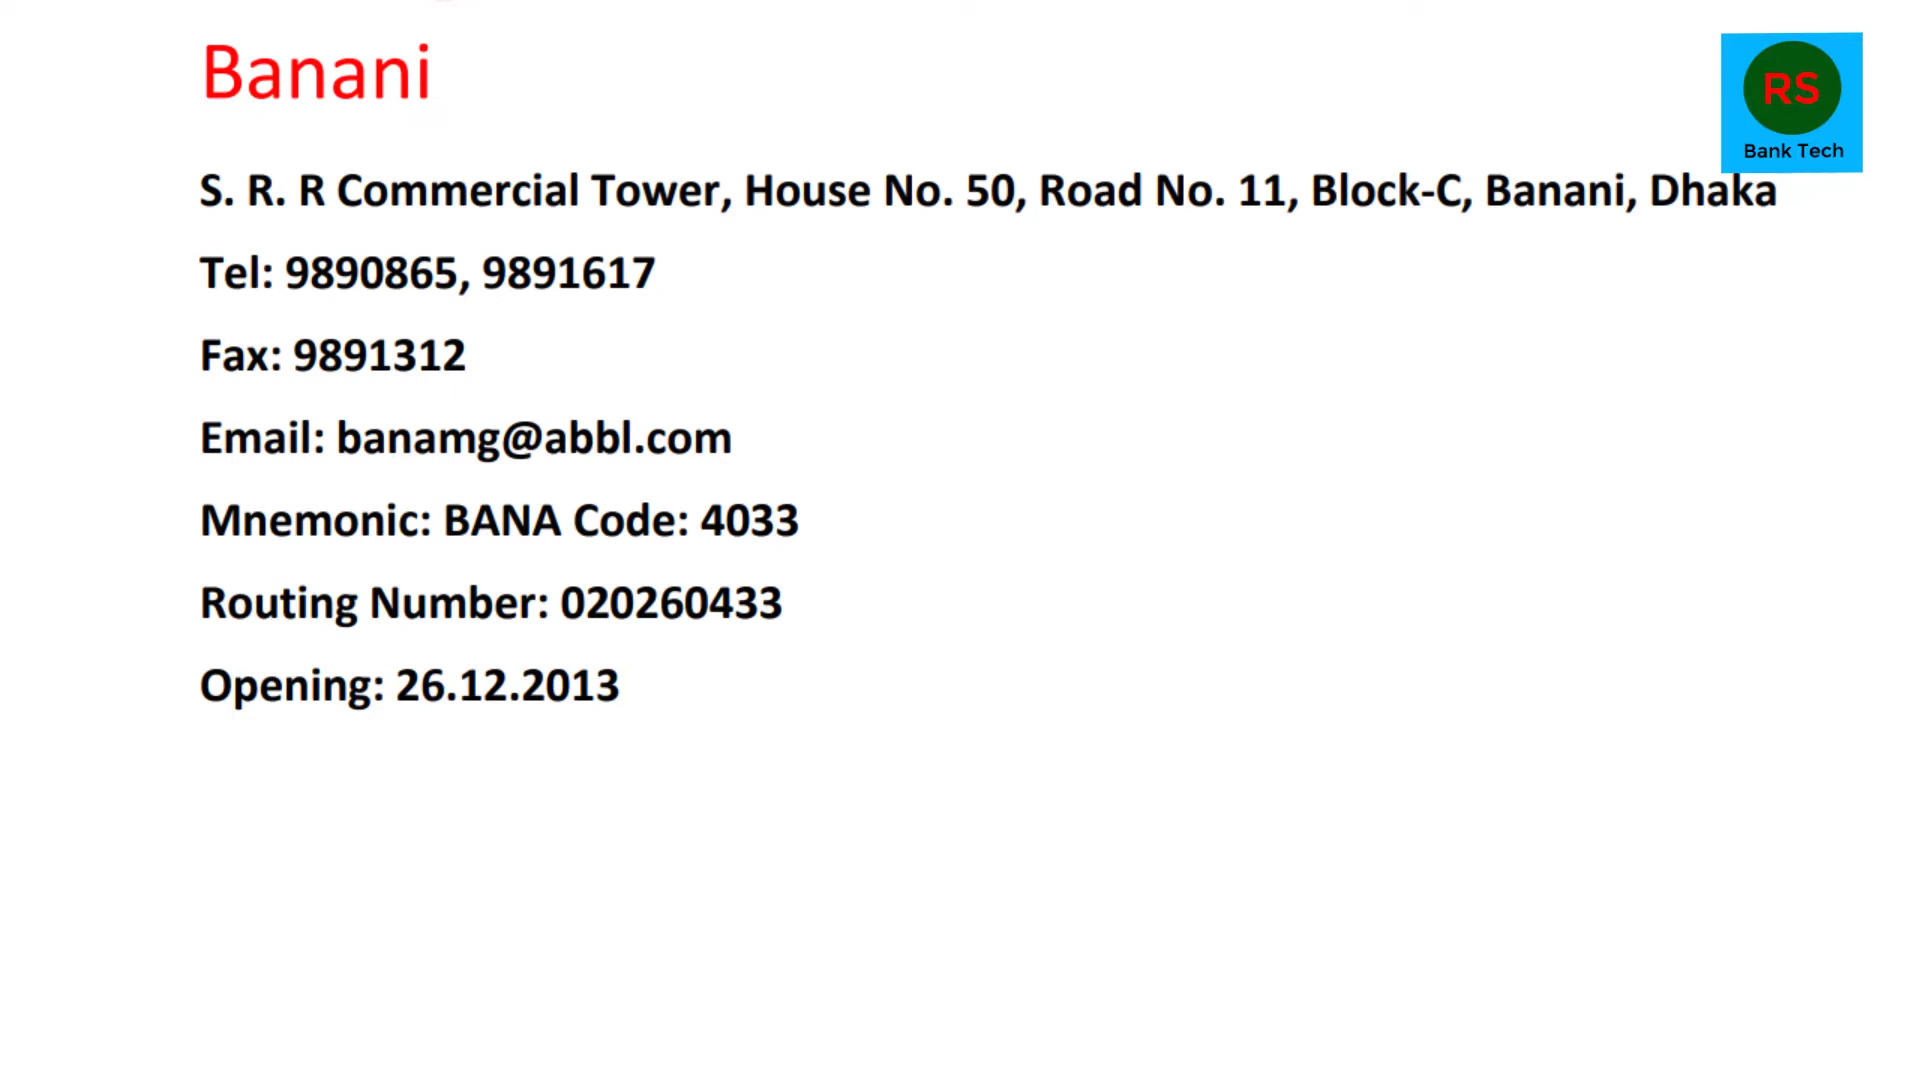 Banani
RS
Bank Tech
S. R. R Commercial Tower, House No. 50, Road No. 11, Block-C, Banani, Dhaka
Tel: 9890865, 9891617
Fax: 9891312
Email: banamg@abbl.com
Mnemonic: BANA Code: 4033
Routing Number: 020260433
Opening: 26.12.2013